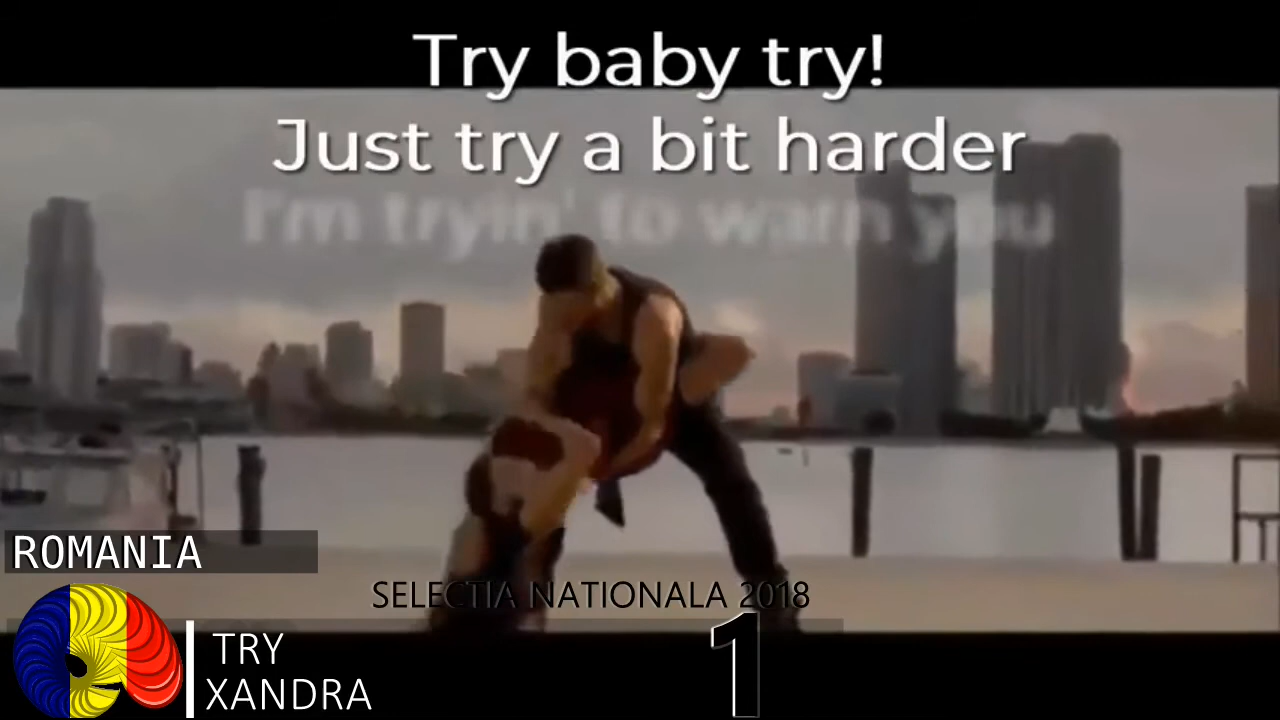 Try baby try!
Just try a bit harder
I'm tryin' to warn you
ROMANIA
SELECTIA NATIONALA 2018
TRY
XANDRA
1